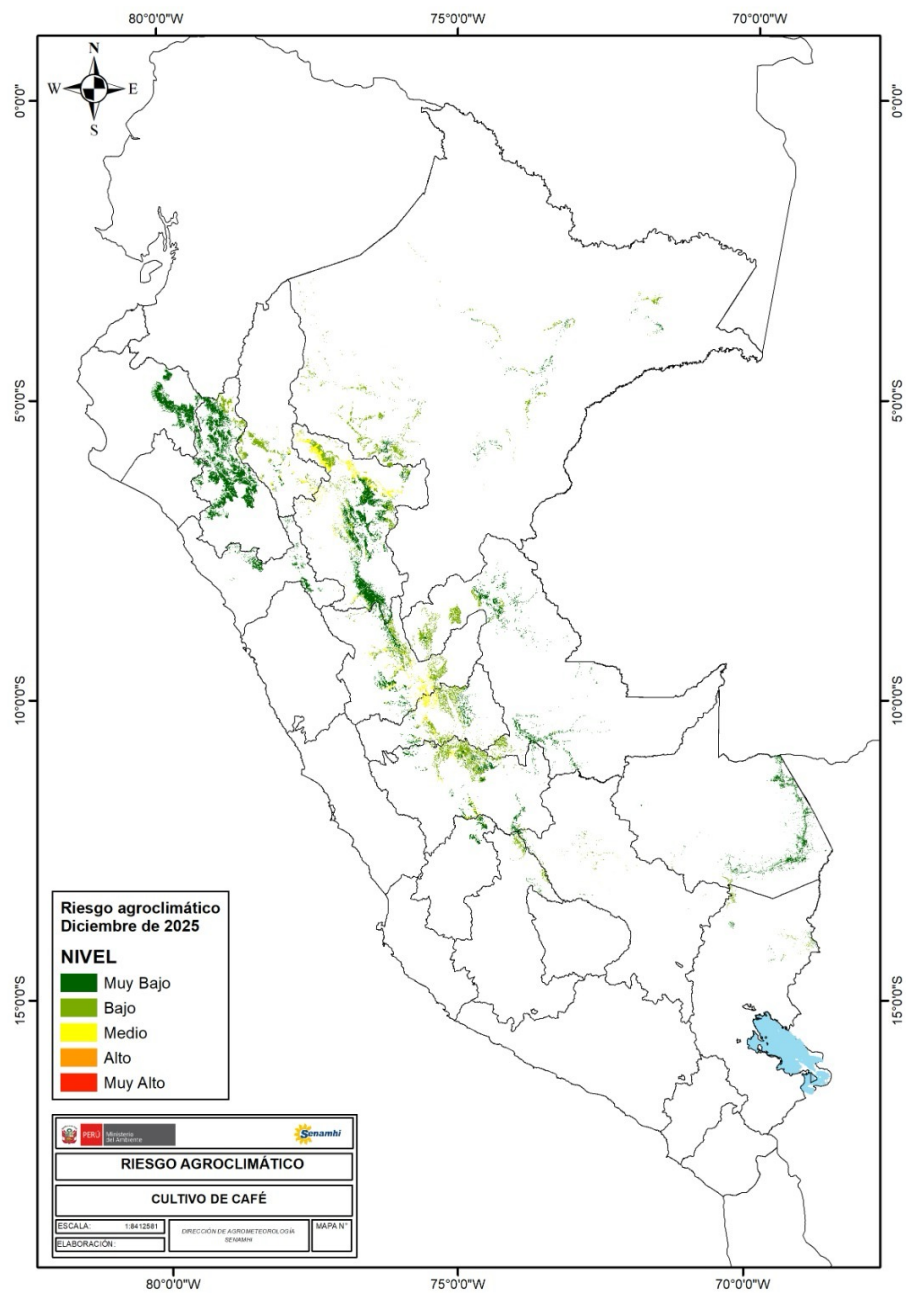 80°0'0"W 75°0'0"W 70°0'0"W
N
W E
S
0°0'0" 0°0'0"
5°0'0"S 5°0'0"S
10°0'0"S 10°0'0"S
15°0'0"S 15°0'0"S
Riesgo agroclimático
Diciembre de 2025
NIVEL
Muy Bajo
Bajo
Medio
Alto
Muy Alto
PERÚ Ministerio
del Ambiente
Senamhi
RIESGO AGROCLIMÁTICO
CULTIVO DE CAFÉ
ESCALA: 1:8412581
DIRECCIÓN DE AGROMETEOROLOGÍA
SENAMHI
MAPA N°
ELABORACIÓN:
80°0'0"W 75°0'0"W 70°0'0"W